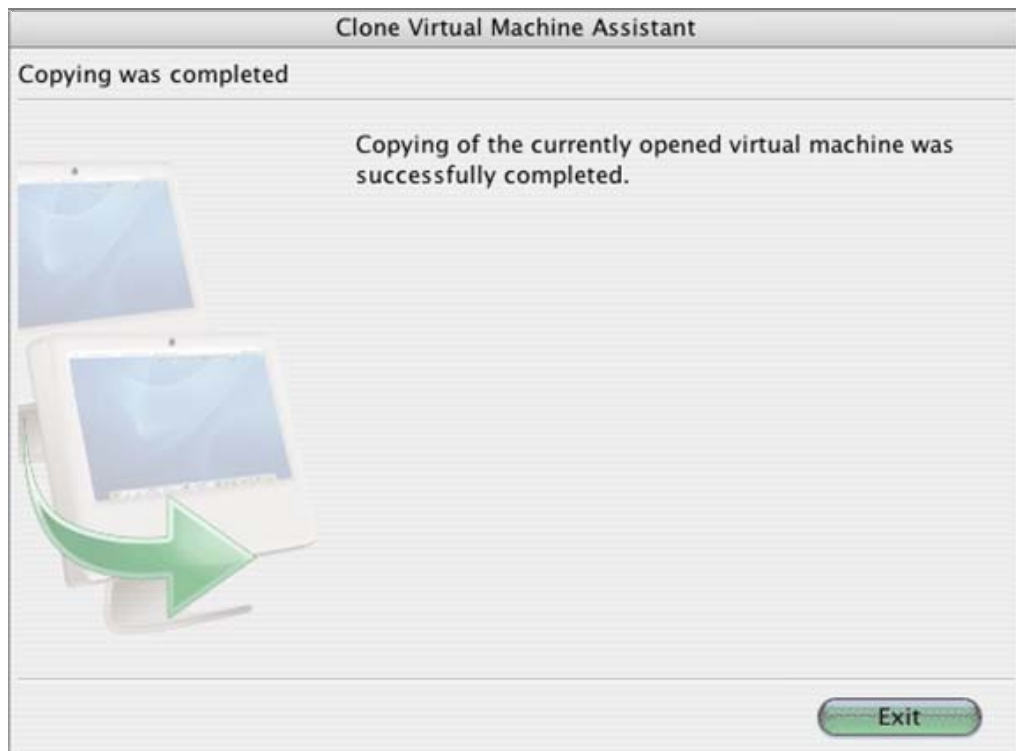 Clone Virtual Machine Assistant
Copying was completed
Copying of the currently opened virtual machine was
successfully completed.
Exit